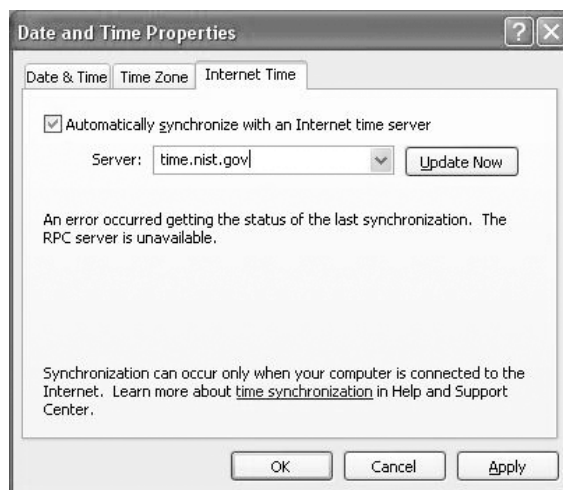 Date and Time Properties
Date & Time Time Zone Internet Time
Automatically synchronize with an Internet time server
Server: time.nist.gov Update Now
An error occurred getting the status of the last synchronization. The
RPC server is unavailable.
Synchronization can occur only when your computer is connected to the
Internet. Learn more about time synchronization in Help and Support
Center.
OK Cancel Apply